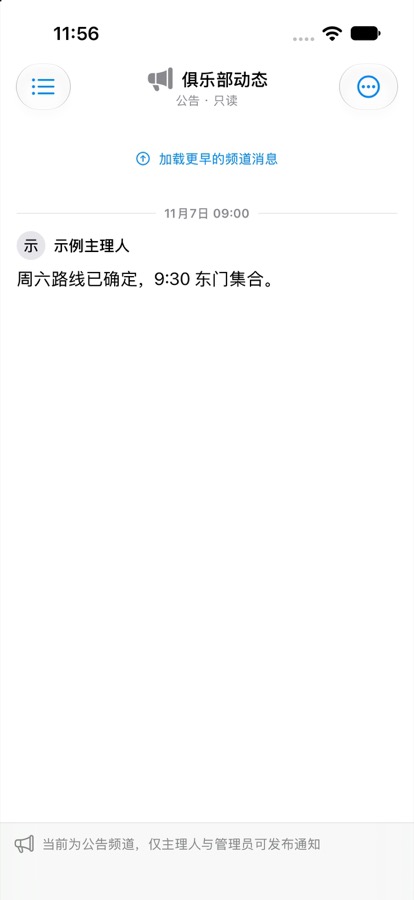 11:56
俱乐部动态
公告 · 只读
加载更早的频道消息
11月7日 09:00
示 示例主理人
周六路线已确定，9:30 东门集合。
当前为公告频道，仅主理人与管理员可发布通知